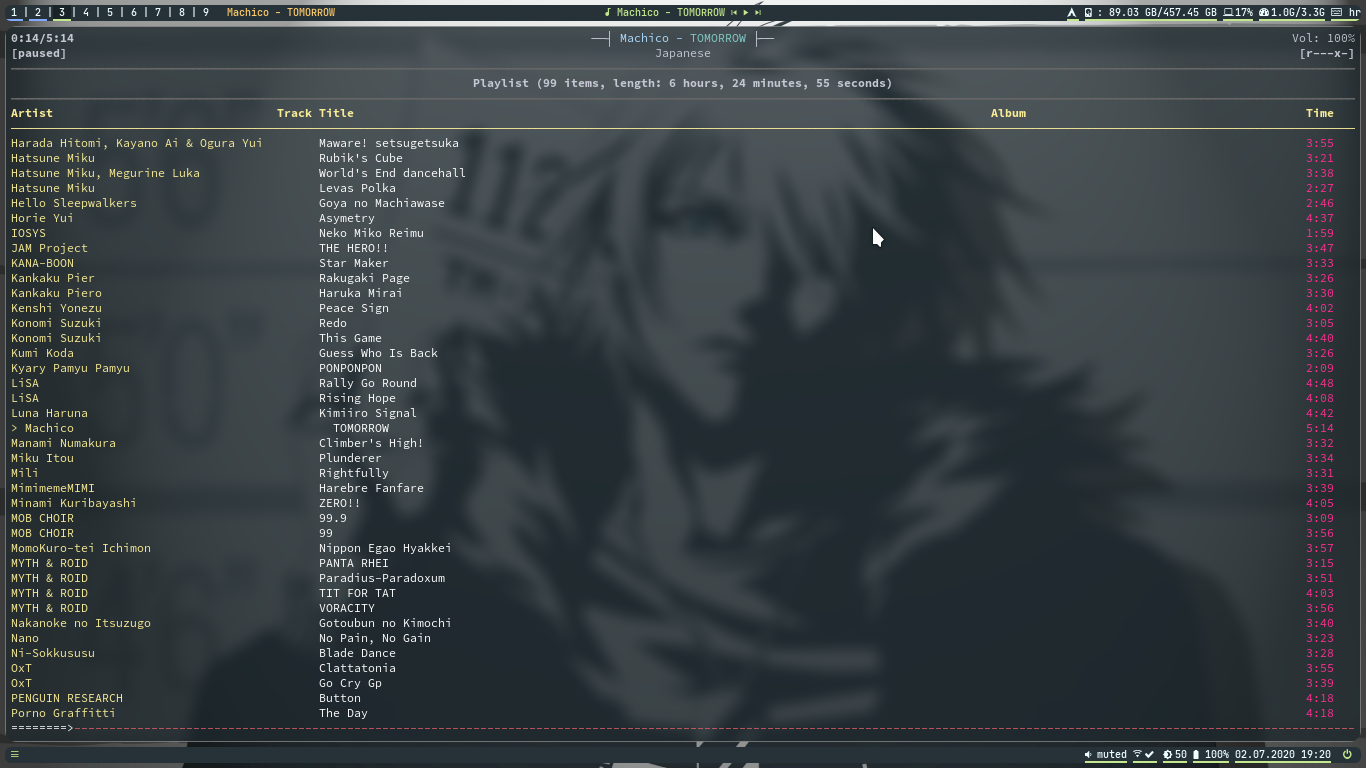 1 | 2 | 3 | 4 | 5 | 6 | 7 | 8 | 9 Machico - TOMORROW Machico - TOMORROW : 89.03 GB/457.45 GB 17% 1.0G/3.3G hr
0:14/5:14 Machico - TOMORROW Vol: 100%
[paused] Japanese [r---x-]
Playlist (99 items, length: 6 hours, 24 minutes, 55 seconds)
Artist Track Title Album Time
Harada Hitomi, Kayano Ai & Ogura Yui Maware! setsugetsuka 3:55
Hatsune Miku Rubik's Cube 3:21
Hatsune Miku, Megurine Luka World's End dancehall 3:38
Hatsune Miku Levas Polka 2:27
Hello Sleepwalkers Goya no Machiawase 2:46
Horie Yui Asymetry 4:37
IOSYS Neko Miko Reimu 1:59
JAM Project THE HERO!! 3:47
KANA-BOON Star Maker 3:33
Kankaku Pier Rakugaki Page 3:26
Kankaku Piero Haruka Mirai 3:30
Kenshi Yonezu Peace Sign 4:02
Konomi Suzuki Redo 3:05
Konomi Suzuki This Game 4:40
Kumi Koda Guess Who Is Back 3:26
Kyary Pamyu Pamyu PONPONPON 2:09
LiSA Rally Go Round 4:48
LiSA Rising Hope 4:08
Luna Haruna Kimiiro Signal 4:42
> Machico TOMORROW 5:14
Manami Numakura Climber's High! 3:32
Miku Itou Plunderer 3:34
Mili Rightfully 3:31
MimimemeMIMI Harebre Fanfare 3:39
Minami Kuribayashi ZERO!! 4:05
MOB CHOIR 99.9 3:09
MOB CHOIR 99 3:56
MomoKuro-tei Ichimon Nippon Egao Hyakkei 3:57
MYTH & ROID PANTA RHEI 3:15
MYTH & ROID Paradius-Paradoxum 3:51
MYTH & ROID TIT FOR TAT 4:03
MYTH & ROID VORACITY 3:56
Nakanoke no Itsuzugo Gotoubun no Kimochi 3:40
Nano No Pain, No Gain 3:23
Ni-Sokkususu Blade Dance 3:28
OxT Clattatonia 3:55
OxT Go Cry Gp 3:39
PENGUIN RESEARCH Button 4:18
Porno Graffitti The Day 4:18
========>
muted 50 100% 02.07.2020 19:20